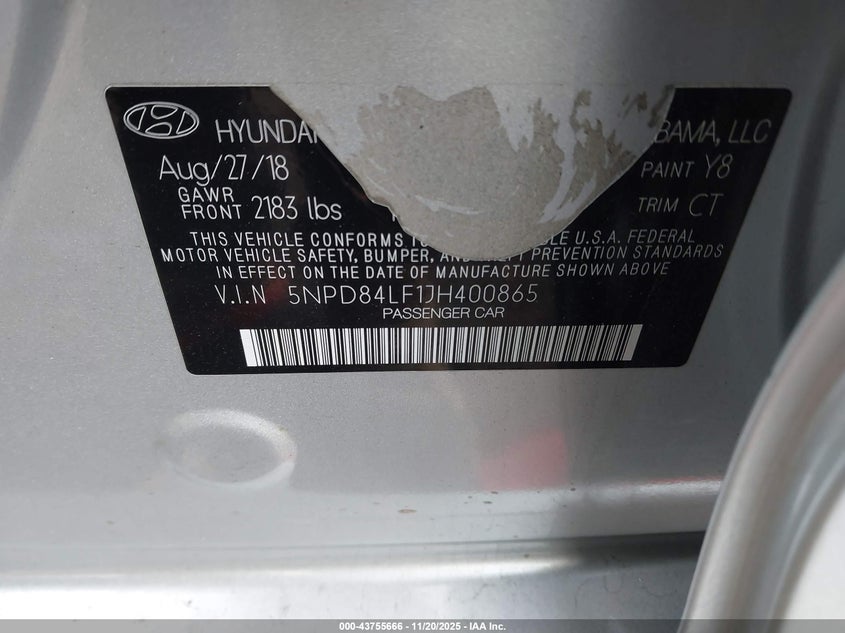 HYUNDAI ABAMA, LLC
Aug/27/18 PAINT Y8
GAWR
FRONT 2183 lbs TRIM CT
THIS VEHICLE CONFORMS TO U.S.A. FEDERAL
MOTOR VEHICLE SAFETY, BUMPER, PREVENTION STANDARDS
IN EFFECT ON THE DATE OF MANUFACTURE SHOWN ABOVE
V.I.N 5NPD84LF1JH400865
PASSENGER CAR
000-43755666 - 11/20/2025 - IAA Inc.